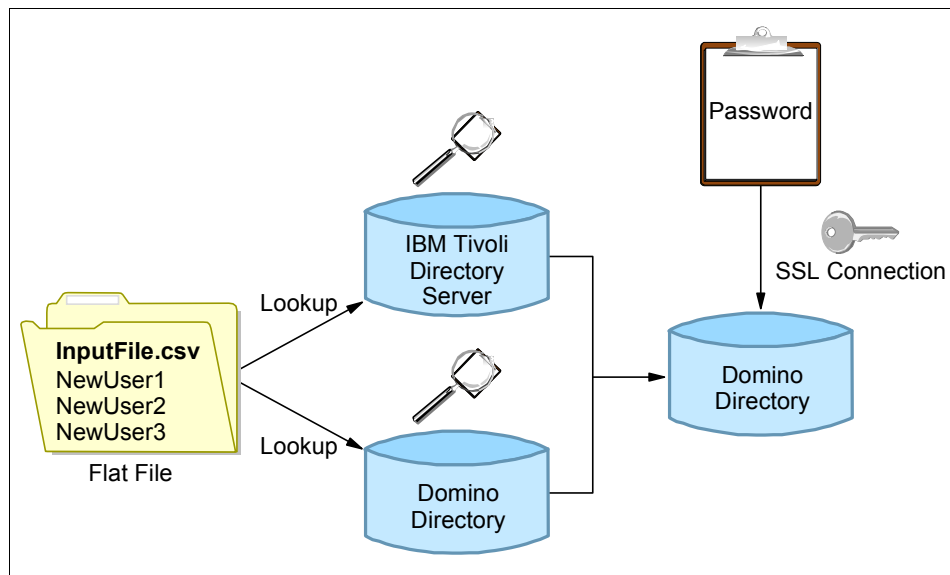 InputFile.csv
NewUser1
NewUser2
NewUser3
Flat File
Lookup
Lookup
IBM Tivoli
Directory
Server
Domino
Directory
Password
SSL Connection
Domino
Directory